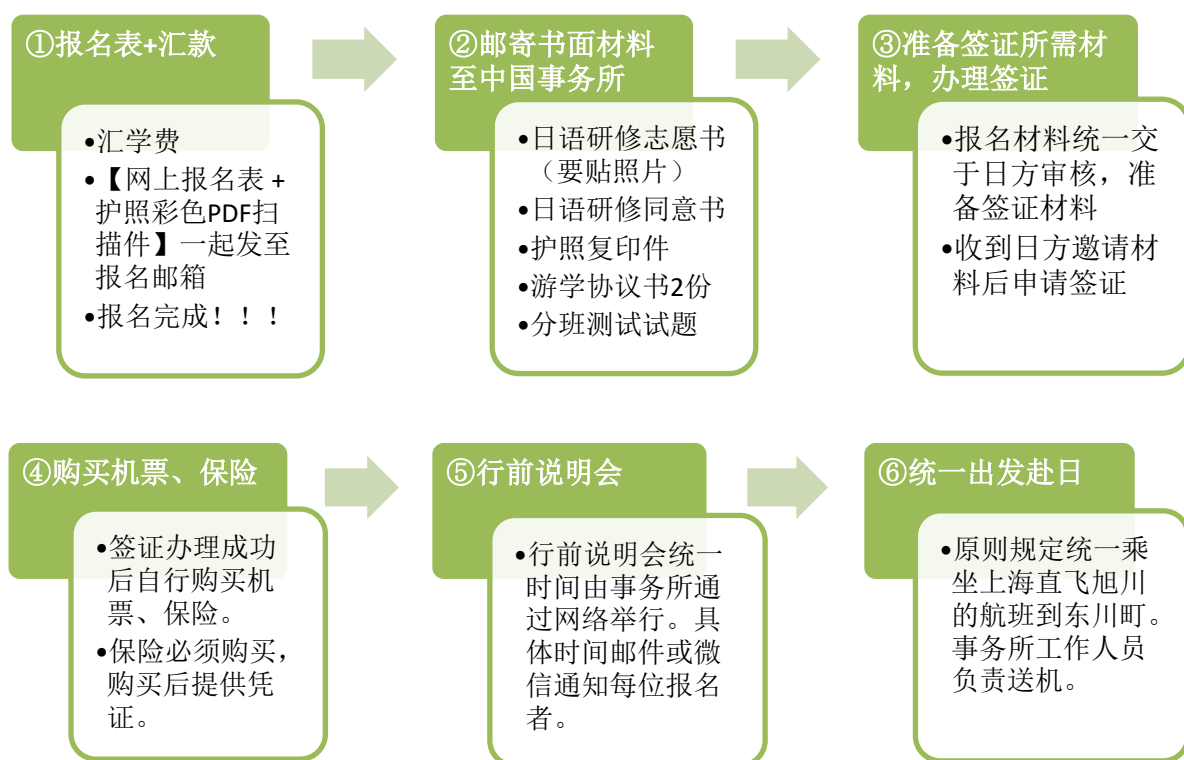 ①报名表+汇款
•汇学费
•【网上报名表 +
护照彩色PDF扫
描件】一起发至
报名邮箱
•报名完成！！！
②邮寄书面材料
至中国事务所
•日语研修志愿书
（要贴照片）
•日语研修同意书
•护照复印件
•游学协议书2份
•分班测试试题
③准备签证所需材
料，办理签证
•报名材料统一交
于日方审核，准
备签证材料
•收到日方邀请材
料后申请签证
④购买机票、保险
•签证办理成功
后自行购买机
票、保险。
•保险必须购买，
购买后提供凭
证。
⑤行前说明会
•行前说明会统一
时间由事务所通
过网络举行。具
体时间邮件或微
信通知每位报名
者。
⑥统一出发赴日
•原则规定统一乘
坐上海直飞旭川
的航班到东川町。
事务所工作人员
负责送机。